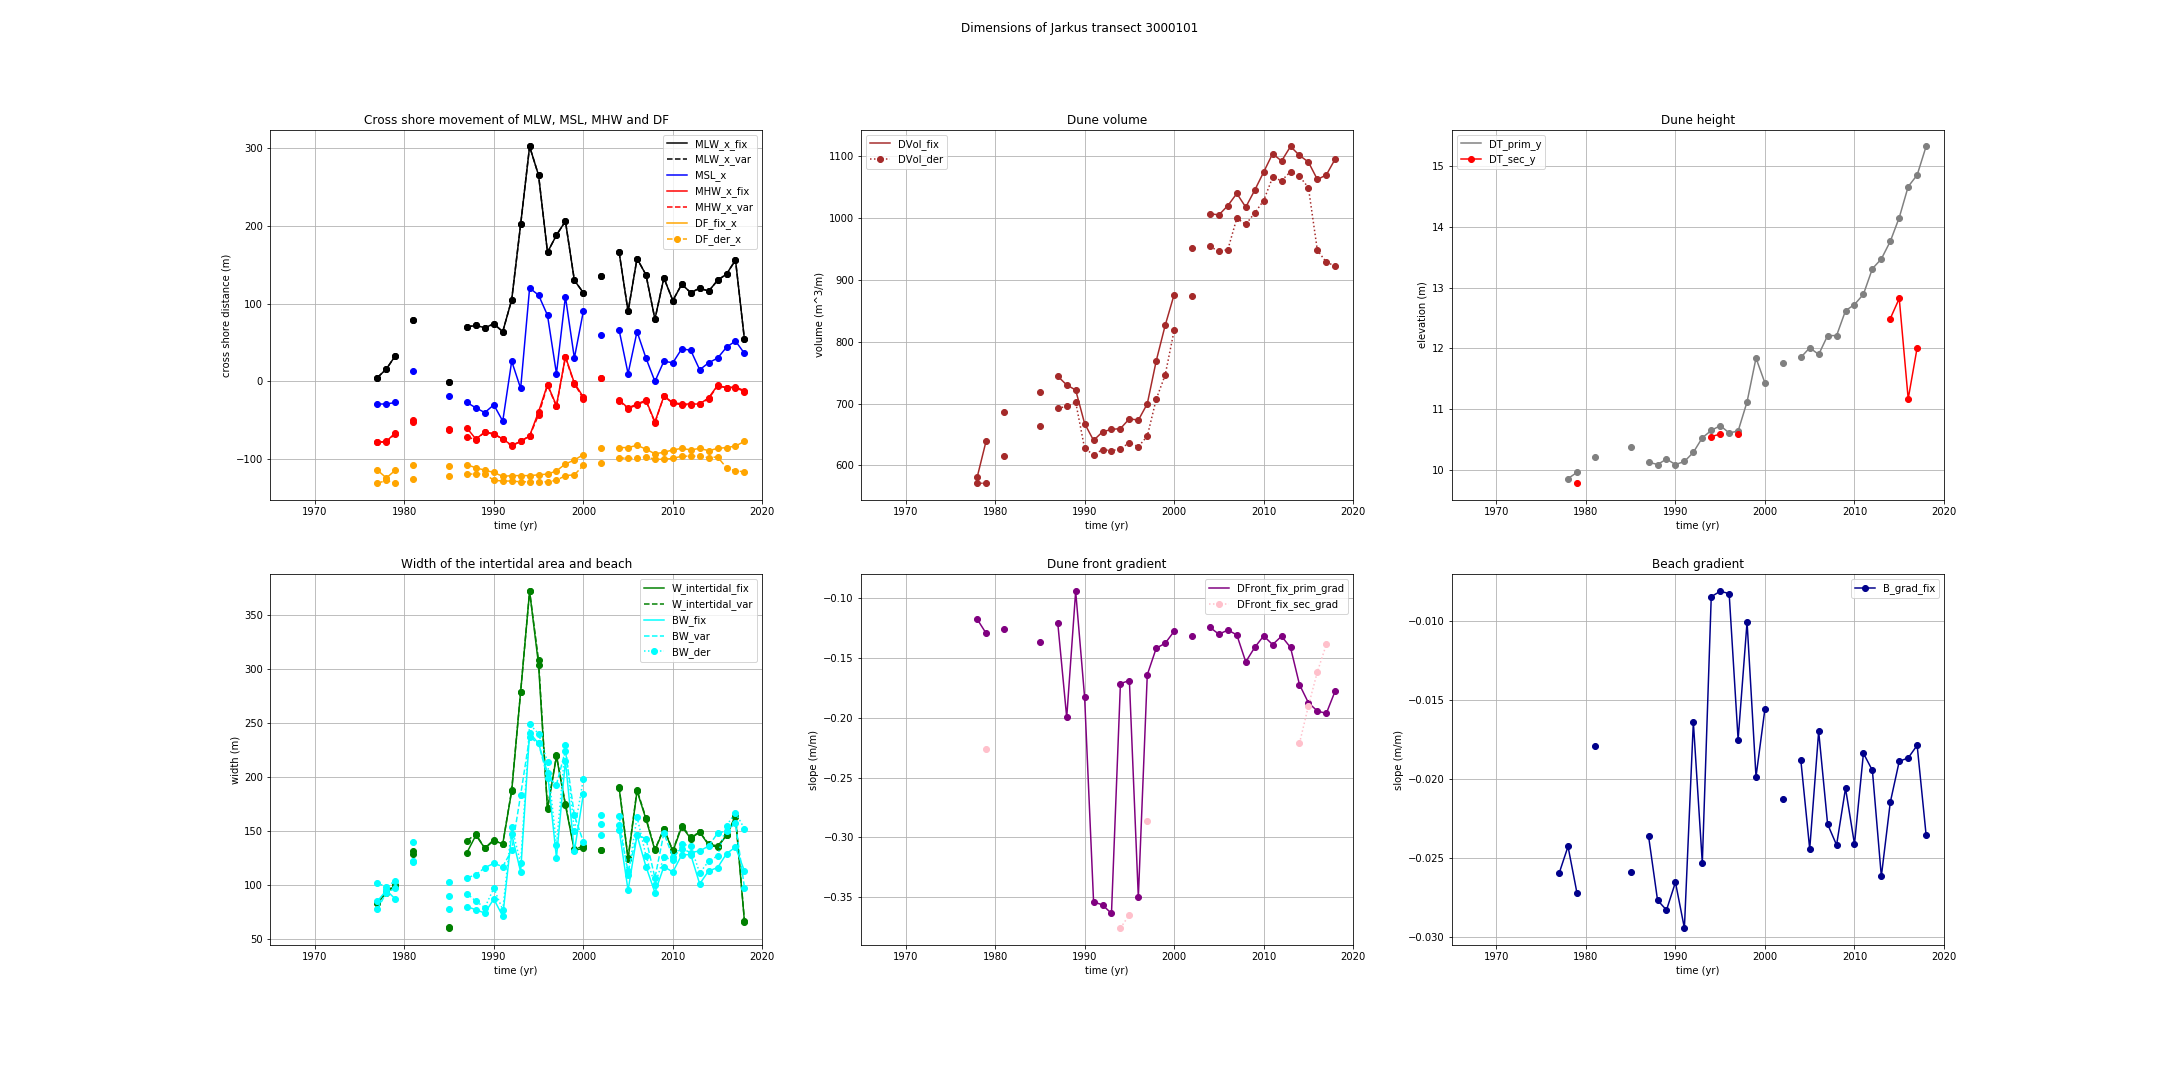 Dimensions of Jarkus transect 3000101
Cross shore movement of MLW, MSL, MHW and DF
cross shore distance (m)
300
200
100
0
−100
MLW_x_fix
MLW_x_var
MSL_x
MHW_x_fix
MHW_x_var
DF_fix_x
DF_der_x
1970 1980 1990 2000 2010 2020
time (yr)
Dune volume
volume (m^3/m)
1100
1000
900
800
700
600
DVol_fix
DVol_der
1970 1980 1990 2000 2010 2020
time (yr)
Dune height
elevation (m)
15
14
13
12
11
10
DT_prim_y
DT_sec_y
1970 1980 1990 2000 2010 2020
time (yr)
Width of the intertidal area and beach
width (m)
350
300
250
200
150
100
50
W_intertidal_fix
W_intertidal_var
BW_fix
BW_var
BW_der
1970 1980 1990 2000 2010 2020
time (yr)
Dune front gradient
slope (m/m)
−0.10
−0.15
−0.20
−0.25
−0.30
−0.35
DFront_fix_prim_grad
DFront_fix_sec_grad
1970 1980 1990 2000 2010 2020
time (yr)
Beach gradient
slope (m/m)
−0.010
−0.015
−0.020
−0.025
−0.030
B_grad_fix
1970 1980 1990 2000 2010 2020
time (yr)